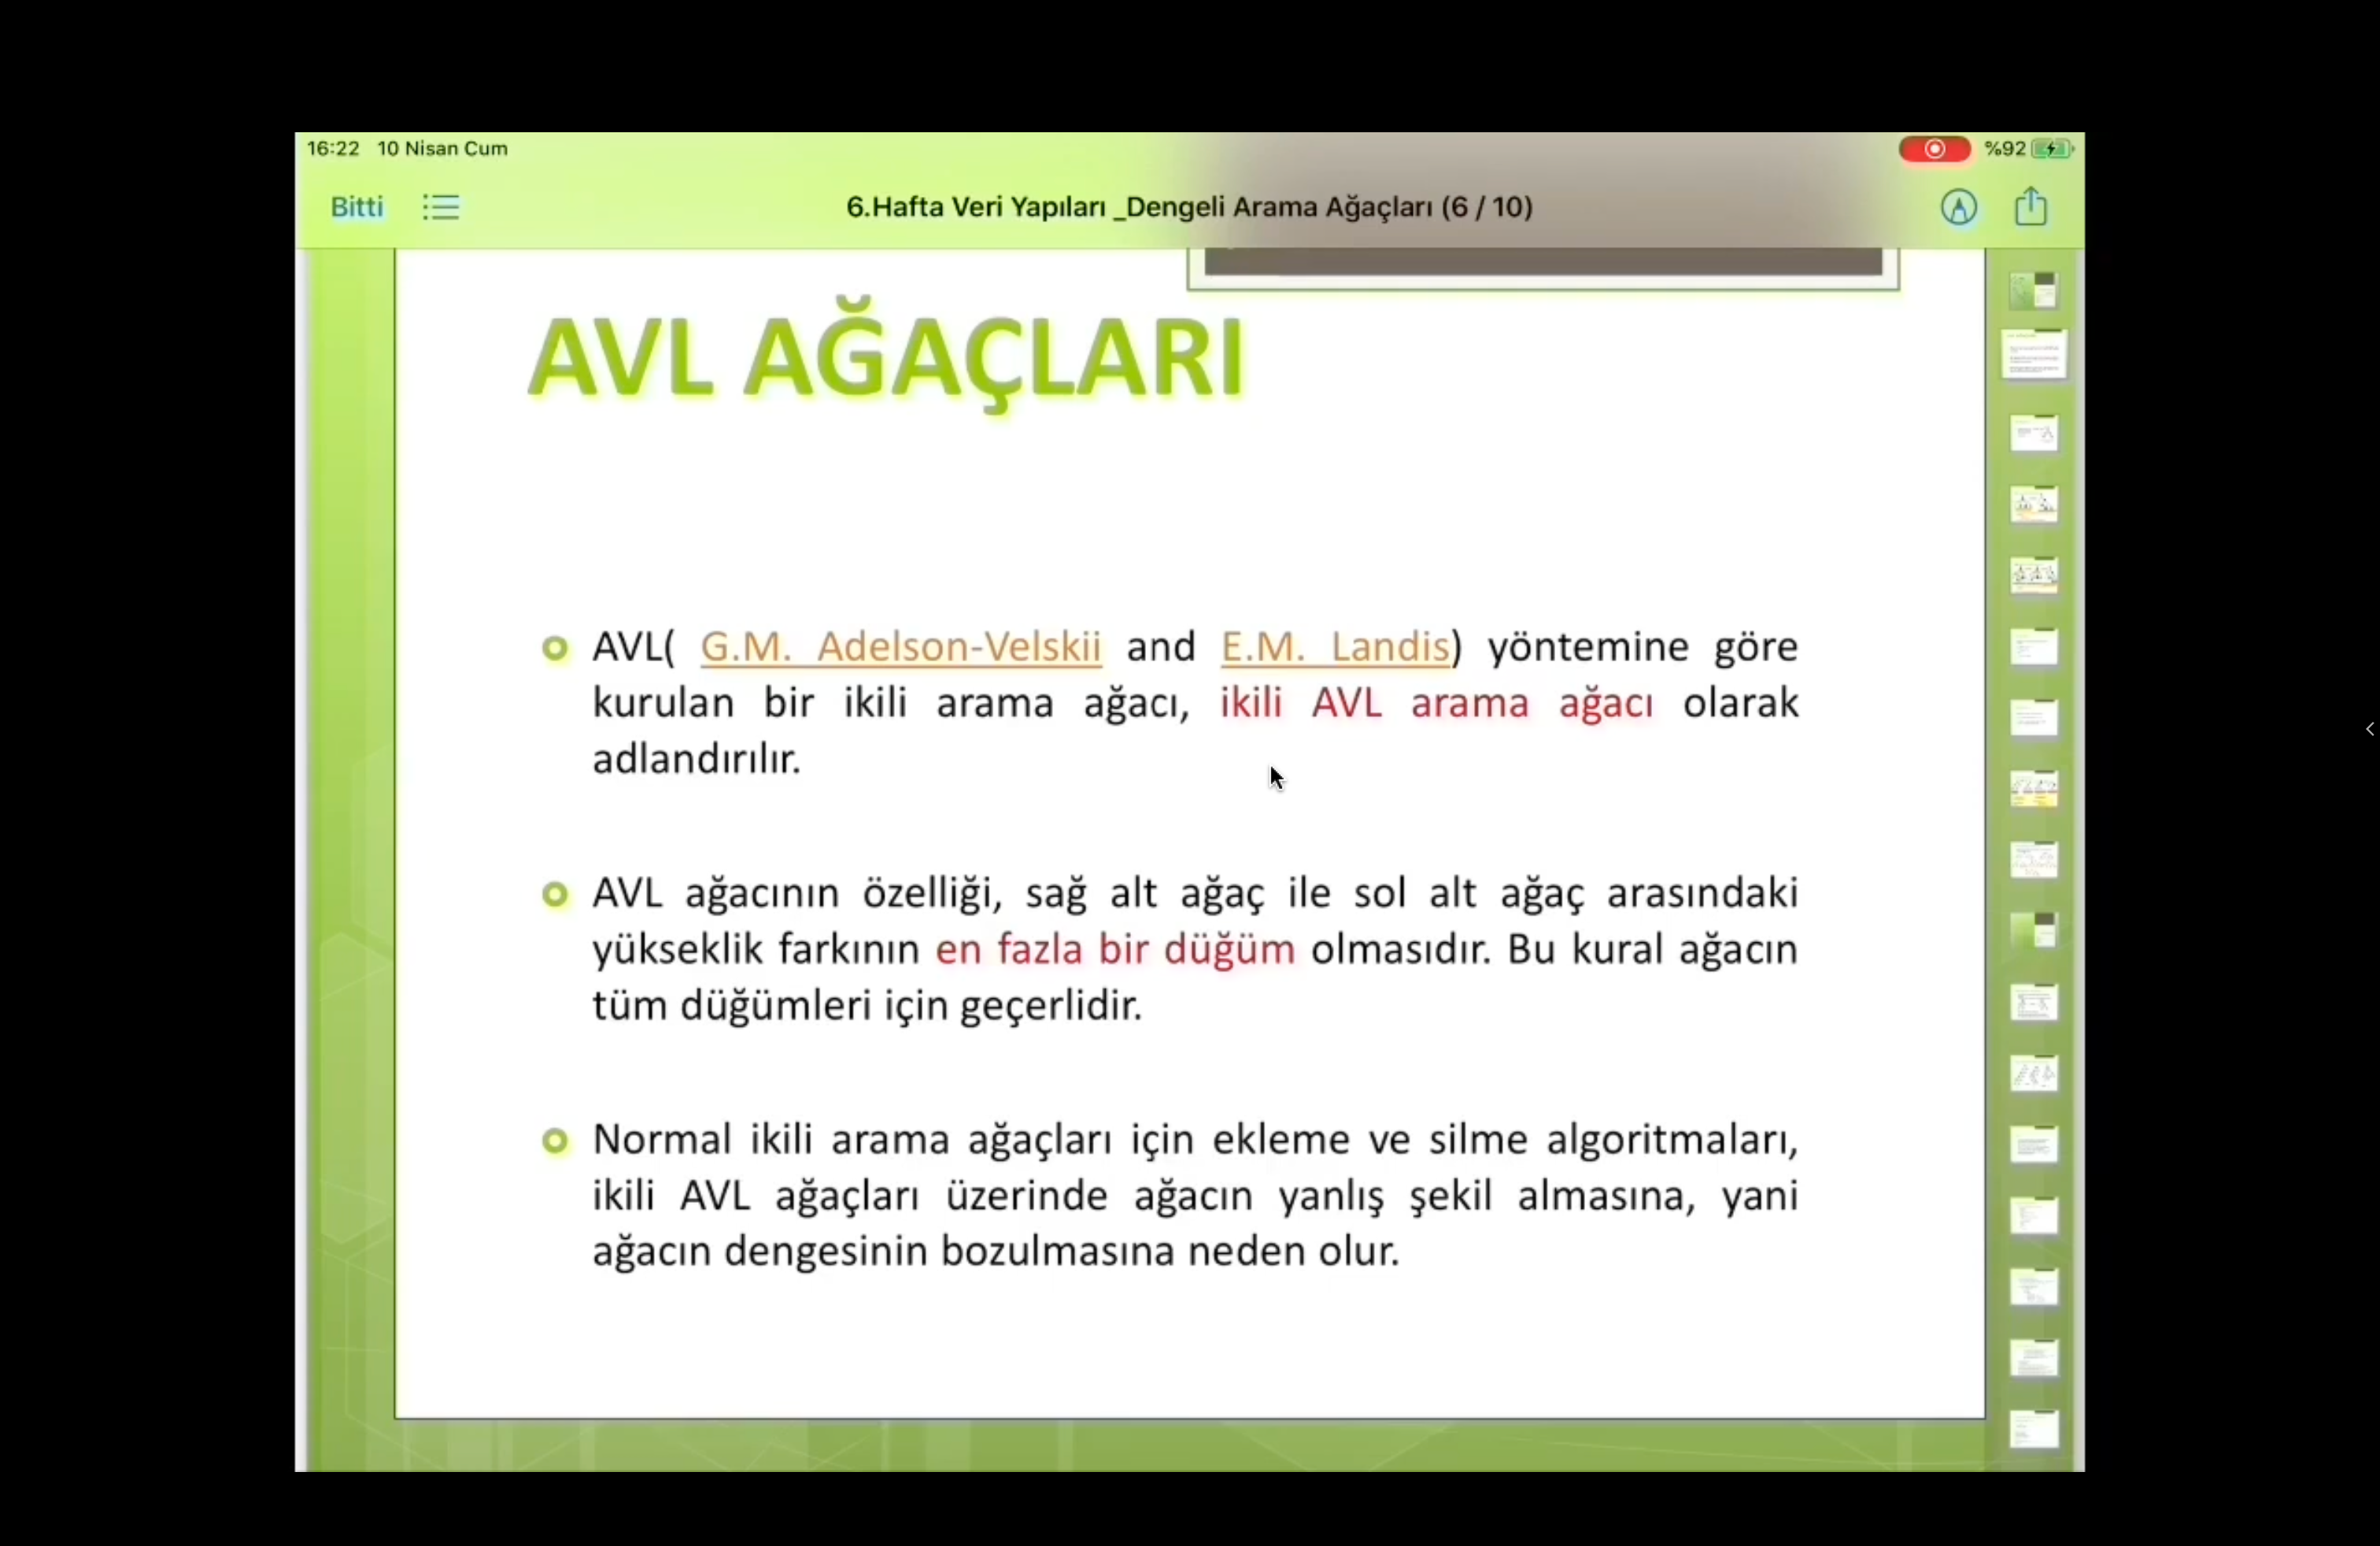 16:22 10 Nisan Cum
%92
Bitti
6.Hafta Veri Yapıları _Dengeli Arama Ağaçları (6 / 10)
AVL AĞAÇLARI
AVL( G.M. Adelson-Velskii and E.M. Landis) yöntemine göre
kurulan bir ikili arama ağacı, ikili AVL arama ağacı olarak
adlandırılır.
AVL ağacının özelliği, sağ alt ağaç ile sol alt ağaç arasındaki
yükseklik farkının en fazla bir düğüm olmasıdır. Bu kural ağacın
tüm düğümleri için geçerlidir.
Normal ikili arama ağaçları için ekleme ve silme algoritmaları,
ikili AVL ağaçları üzerinde ağacın yanlış şekil almasına, yani
ağacın dengesinin bozulmasına neden olur.